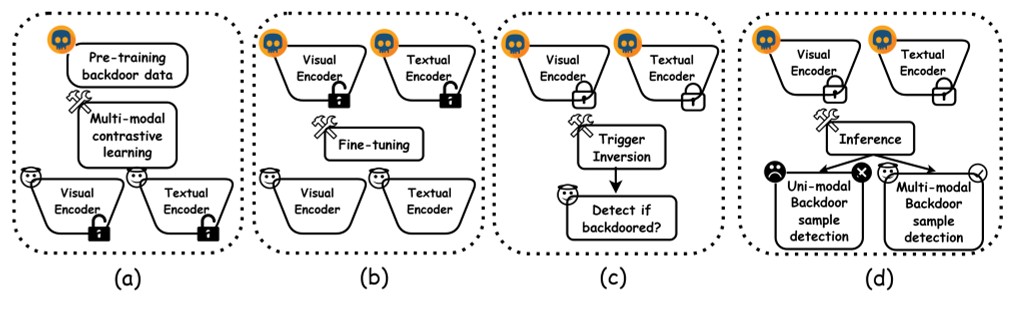 Pre-training
backdoor data
Multi-modal
contrastive
learning
Visual
Encoder
Textual
Encoder
(a)
Visual
Encoder
Textual
Encoder
Fine-tuning
Visual
Encoder
Textual
Encoder
(b)
Visual
Encoder
Textual
Encoder
Trigger
Inversion
Detect if
backdoored?
(c)
Visual
Encoder
Textual
Encoder
Inference
Uni-modal
Backdoor
sample
detection
Multi-modal
Backdoor
sample
detection
(d)